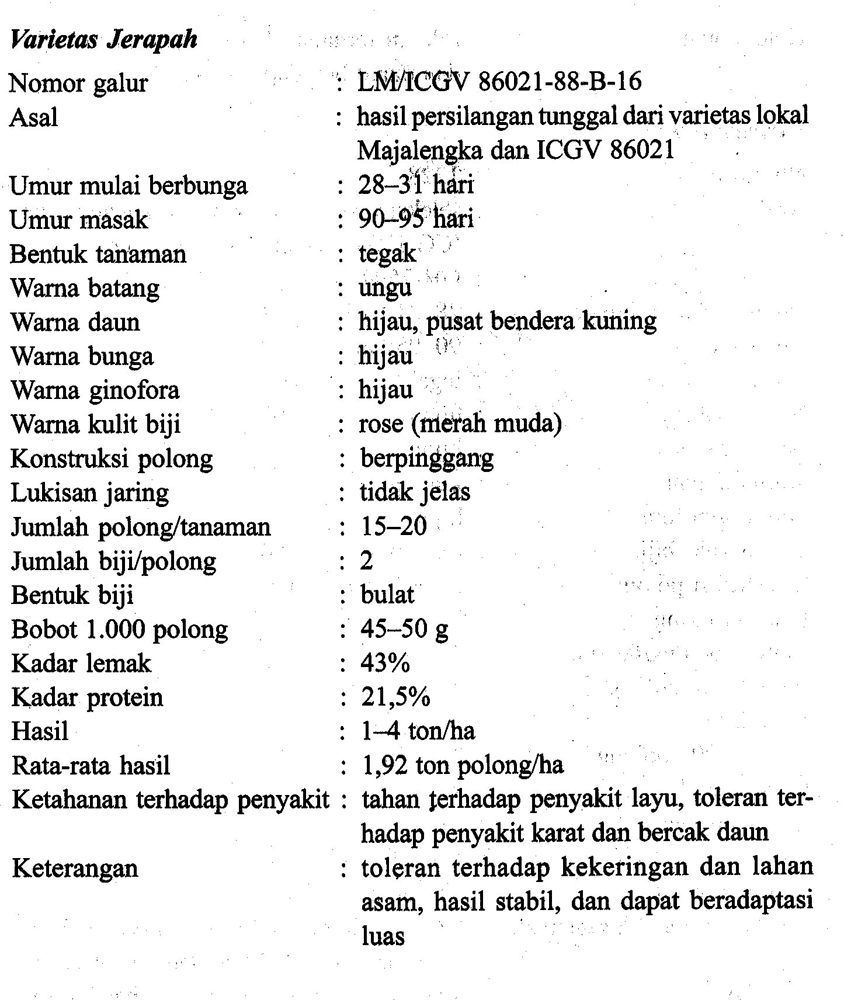 Varietas Jerapah
Nomor galur : LM/ICGV 86021-88-B-16
Asal : hasil persilangan tunggal dari varietas lokal
Majalengka dan ICGV 86021
Umur mulai berbunga : 28–31 hari
Umur masak : 90–95 hari
Bentuk tanaman : tegak
Warna batang : ungu
Warna daun : hijau, pusat bendera kuning
Warna bunga : hijau
Warna ginofora : hijau
Warna kulit biji : rose (merah muda)
Konstruksi polong : berpinggang
Lukisan jaring : tidak jelas
Jumlah polong/tanaman : 15–20
Jumlah biji/polong : 2
Bentuk biji : bulat
Bobot 1.000 polong : 45–50 g
Kadar lemak : 43%
Kadar protein : 21,5%
Hasil : 1–4 ton/ha
Rata-rata hasil : 1,92 ton polong/ha
Ketahanan terhadap penyakit : tahan terhadap penyakit layu, toleran ter-
hadap penyakit karat dan bercak daun
Keterangan : toleran terhadap kekeringan dan lahan
asam, hasil stabil, dan dapat beradaptasi
luas